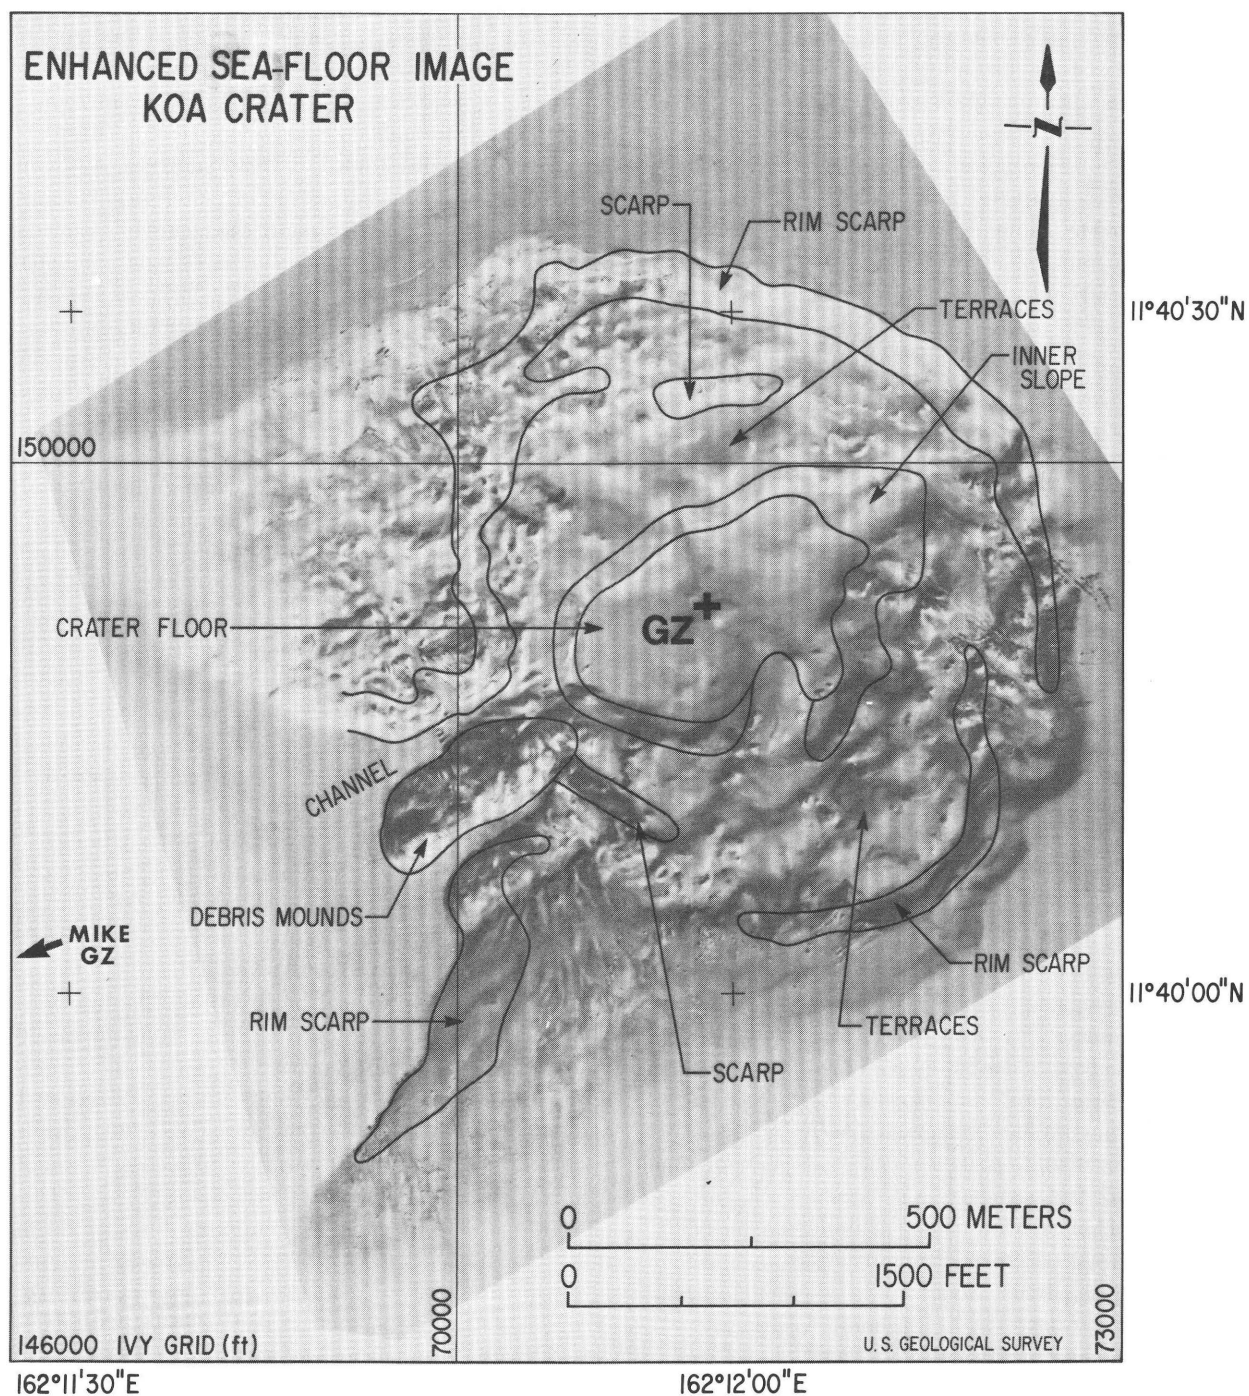 ENHANCED SEA-FLOOR IMAGE
KOA CRATER
N
SCARP
RIM SCARP
TERRACES
11°40'30"N
INNER
SLOPE
150000
CRATER FLOOR
GZ
CHANNEL
DEBRIS MOUNDS
MIKE
GZ
RIM SCARP
11°40'00"N
RIM SCARP
TERRACES
SCARP
0 500 METERS
0 1500 FEET
70000
73000
146000 IVY GRID (ft)
U.S. GEOLOGICAL SURVEY
162°11'30"E
162°12'00"E